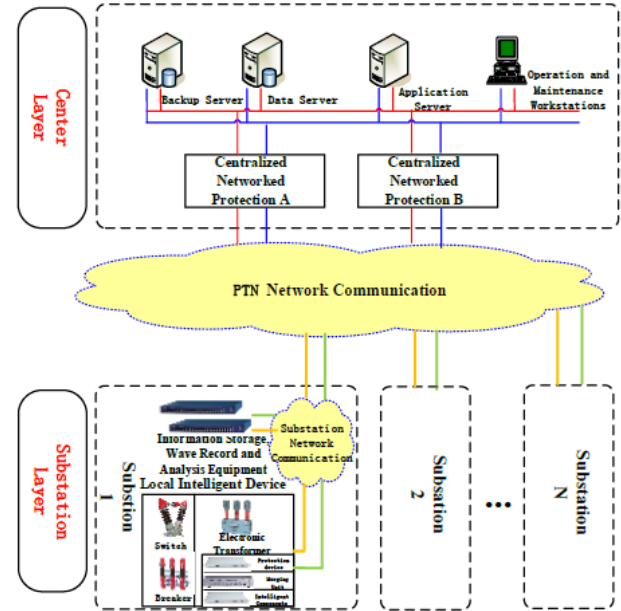 Center
Layer
Backup Server
Data Server
Application
Server
Operation and
Maintenance
Workstations
Centralized
Networked
Protection A
Centralized
Networked
Protection B
PTN Network Communication
Substation
Layer
Substion
1
Information Storage
Wave Record and
Analysis Equipment
Local Intelligent Device
Substation
Network
Communication
Switch
Electronic
Transformer
Breaker
Protection
device
Merging
Unit
Intelligent
Components
Subsation
2
...
Substation
N